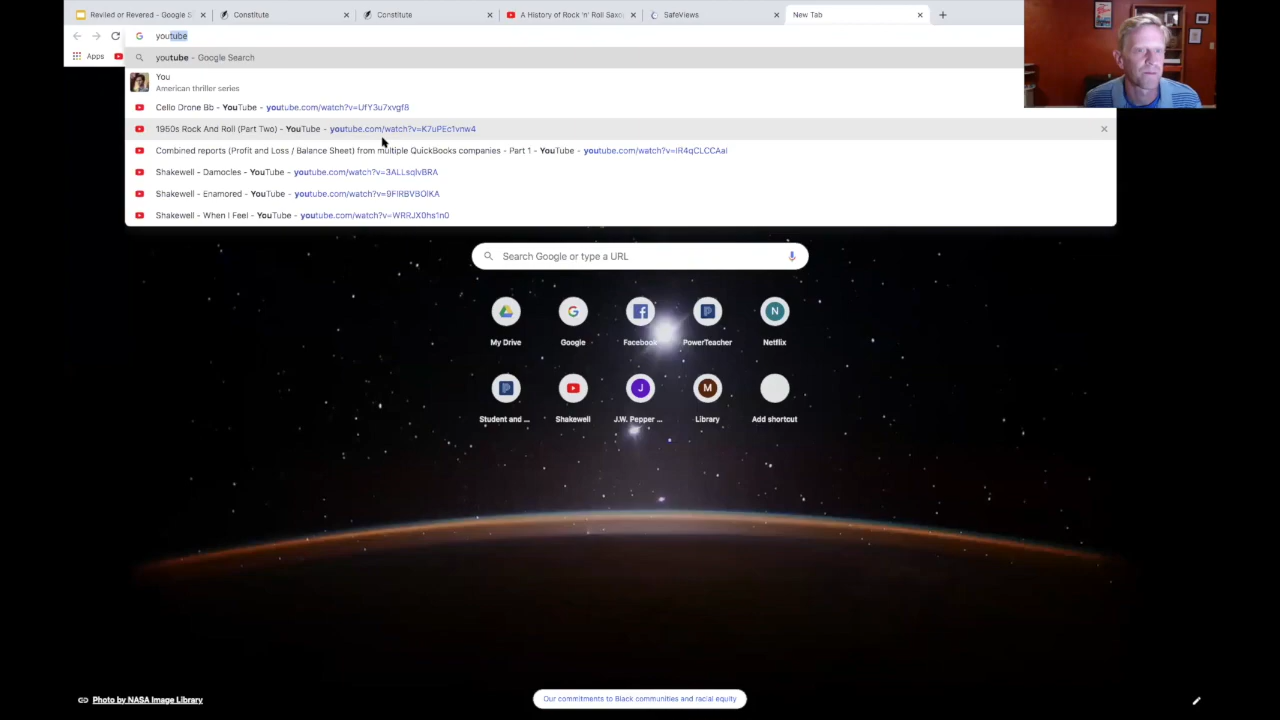 Reviled or Revered - Google S
Constitute
Constitute
A History of Rock 'n' Roll Saxo
SafeViews
New Tab
youtube
Apps
youtube - Google Search
You
American thriller series
Cello Drone Bb - YouTube - youtube.com/watch?v=UfY3u7xvgf8
1950s Rock And Roll (Part Two) - YouTube - youtube.com/watch?v=K7uPEc1vnw4
Combined reports (Profit and Loss / Balance Sheet) from multiple QuickBooks companies - Part 1 - YouTube - youtube.com/watch?v=IR4qCLCCAaI
Shakewell - Damocles - YouTube - youtube.com/watch?v=3ALLsqIvBRA
Shakewell - Enamored - YouTube - youtube.com/watch?v=9FIRBVBOIKA
Shakewell - When I Feel - YouTube - youtube.com/watch?v=WRRJX0hs1n0
Search Google or type a URL
My Drive
Google
Facebook
PowerTeacher
Netflix
Student and ...
Shakewell
J.W. Pepper ...
Library
Add shortcut
Photo by NASA Image Library
Our commitments to Black communities and racial equity